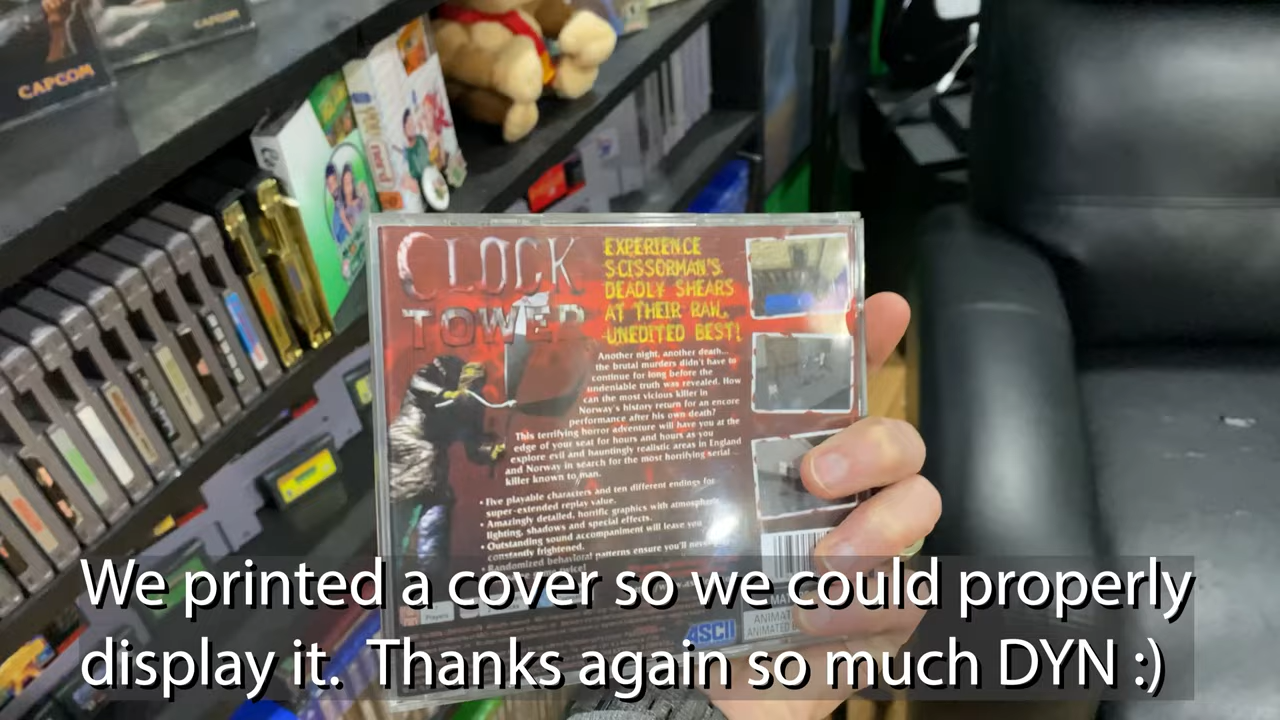 CAPCOM
CAPCOM
CLOCK
TOWER
EXPERIENCE
SCISSORMAN'S
DEADLY SHEARS
AT THEIR RAW,
UNEDITED BEST!
Another night, another death...
the brutal murders didn't have to
continue for long before the
undeniable truth was revealed. How
can the most vicious killer in
Norway's history return for an encore
performance after his own death?
This terrifying horror adventure will have you at the
edge of your seat for hours and hours as you
explore evil and hauntingly realistic areas in England
and Norway in search for the most horrifying serial
killer known to man.
• Five playable characters and ten different endings for
super-extended replay value.
• Amazingly detailed, horrific graphics with atmospheric
lighting, shadows and special effects.
• Outstanding sound accompaniment will leave you
constantly frightened.
• Randomized behavioral patterns ensure you'll never
twice!
ASCII
ANIMATED
We printed a cover so we could properly
display it. Thanks again so much DYN :)